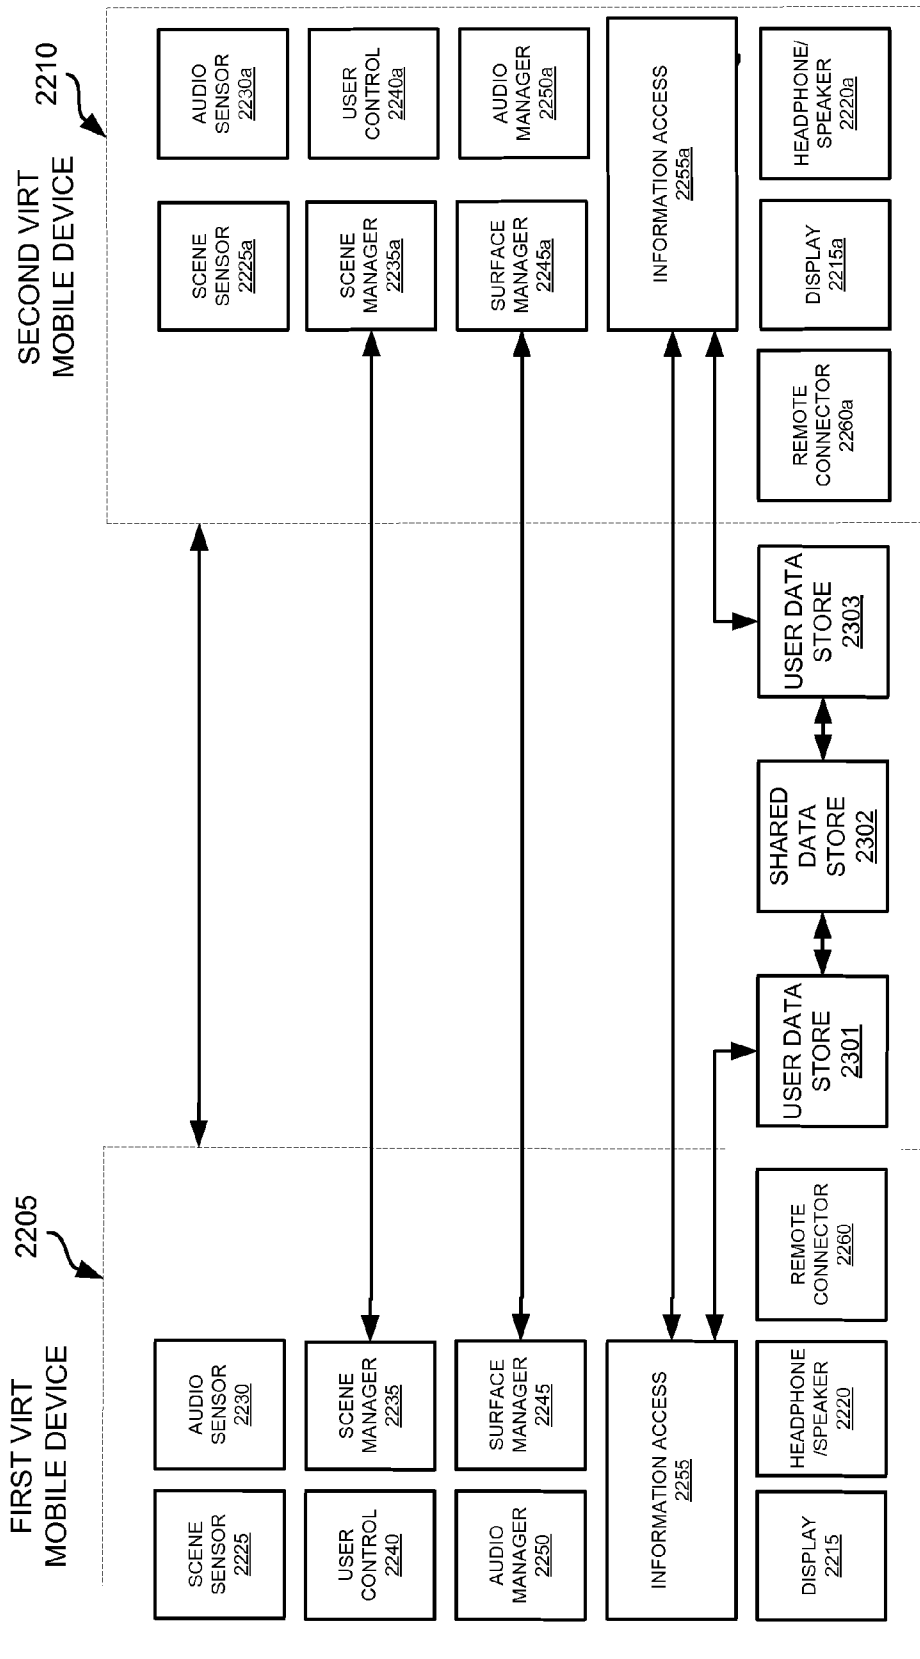 FIRST VIRT
MOBILE DEVICE
2205
SECOND VIRT
MOBILE DEVICE
2210
SCENE
SENSOR
2225
AUDIO
SENSOR
2230
SCENE
SENSOR
2225a
AUDIO
SENSOR
2230a
USER
CONTROL
2240
SCENE
MANAGER
2235
SCENE
MANAGER
2235a
USER
CONTROL
2240a
AUDIO
MANAGER
2250
SURFACE
MANAGER
2245
SURFACE
MANAGER
2245a
AUDIO
MANAGER
2250a
INFORMATION ACCESS
2255
INFORMATION ACCESS
2255a
DISPLAY
2215
HEADPHONE
/SPEAKER
2220
REMOTE
CONNECTOR
2260
USER DATA
STORE
2301
SHARED
DATA
STORE
2302
USER DATA
STORE
2303
REMOTE
CONNECTOR
2260a
DISPLAY
2215a
HEADPHONE/
SPEAKER
2220a